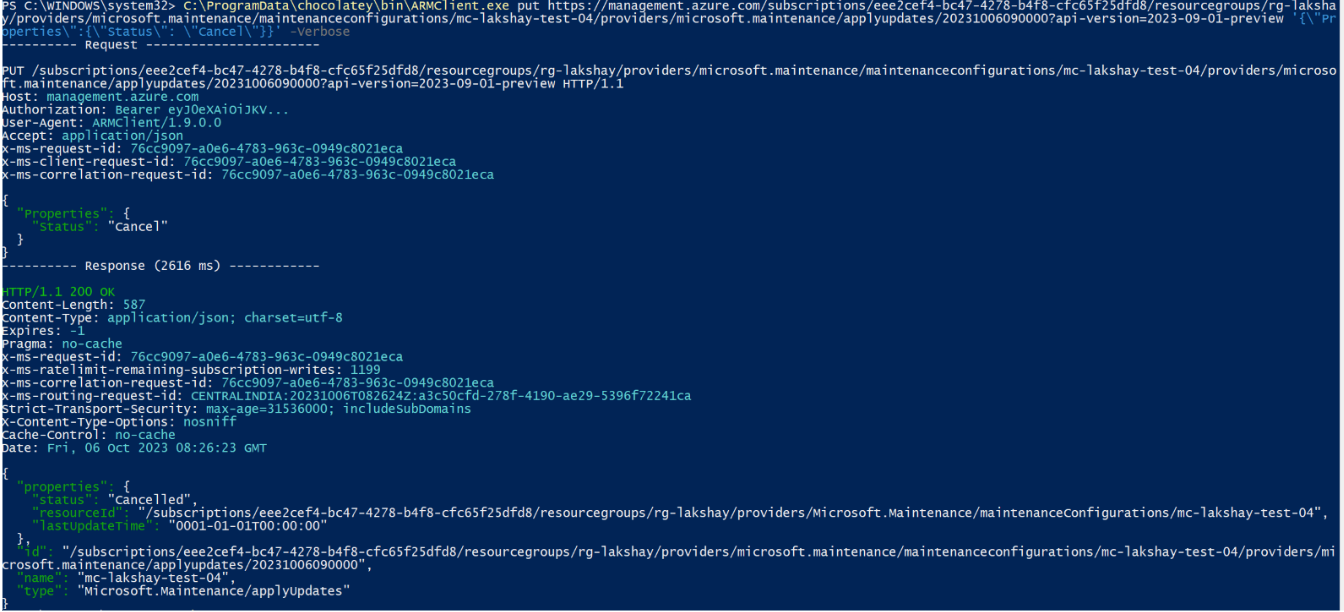 PS C:\WINDOWS\system32> C:\ProgramData\chocolatey\bin\ARMClient.exe put https://management.azure.com/subscriptions/eee2cef4-bc47-4278-b4f8-cfc65f25dfd8/resourcegroups/rg-laksha
y/providers/microsoft.maintenance/maintenanceconfigurations/mc-lakshay-test-04/providers/microsoft.maintenance/applyupdates/20231006090000?api-version=2023-09-01-preview '{\"Pr
operties\":{\"Status\": \"Cancel\"}}' -Verbose
---------- Request -----------------------
PUT /subscriptions/eee2cef4-bc47-4278-b4f8-cfc65f25dfd8/resourcegroups/rg-lakshay/providers/microsoft.maintenance/maintenanceconfigurations/mc-lakshay-test-04/providers/microso
ft.maintenance/applyupdates/20231006090000?api-version=2023-09-01-preview HTTP/1.1
Host: management.azure.com
Authorization: Bearer eyJ0eXAiOiJKV...
User-Agent: ARMClient/1.9.0.0
Accept: application/json
x-ms-request-id: 76cc9097-a0e6-4783-963c-0949c8021eca
x-ms-client-request-id: 76cc9097-a0e6-4783-963c-0949c8021eca
x-ms-correlation-request-id: 76cc9097-a0e6-4783-963c-0949c8021eca
{
  "Properties": {
    "Status": "Cancel"
  }
}
---------- Response (2616 ms) ------------
HTTP/1.1 200 OK
Content-Length: 587
Content-Type: application/json; charset=utf-8
Expires: -1
Pragma: no-cache
x-ms-request-id: 76cc9097-a0e6-4783-963c-0949c8021eca
x-ms-ratelimit-remaining-subscription-writes: 1199
x-ms-correlation-request-id: 76cc9097-a0e6-4783-963c-0949c8021eca
x-ms-routing-request-id: CENTRALINDIA:20231006T082624Z:a3c50cfd-278f-4190-ae29-5396f72241ca
Strict-Transport-Security: max-age=31536000; includeSubDomains
X-Content-Type-Options: nosniff
Cache-Control: no-cache
Date: Fri, 06 Oct 2023 08:26:23 GMT
{
  "properties": {
    "status": "Cancelled",
    "resourceId": "/subscriptions/eee2cef4-bc47-4278-b4f8-cfc65f25dfd8/resourcegroups/rg-lakshay/providers/Microsoft.Maintenance/maintenanceConfigurations/mc-lakshay-test-04",
    "lastUpdateTime": "0001-01-01T00:00:00"
  },
  "id": "/subscriptions/eee2cef4-bc47-4278-b4f8-cfc65f25dfd8/resourcegroups/rg-lakshay/providers/microsoft.maintenance/maintenanceconfigurations/mc-lakshay-test-04/providers/mi
crosoft.maintenance/applyupdates/20231006090000",
  "name": "mc-lakshay-test-04",
  "type": "Microsoft.Maintenance/applyUpdates"
}